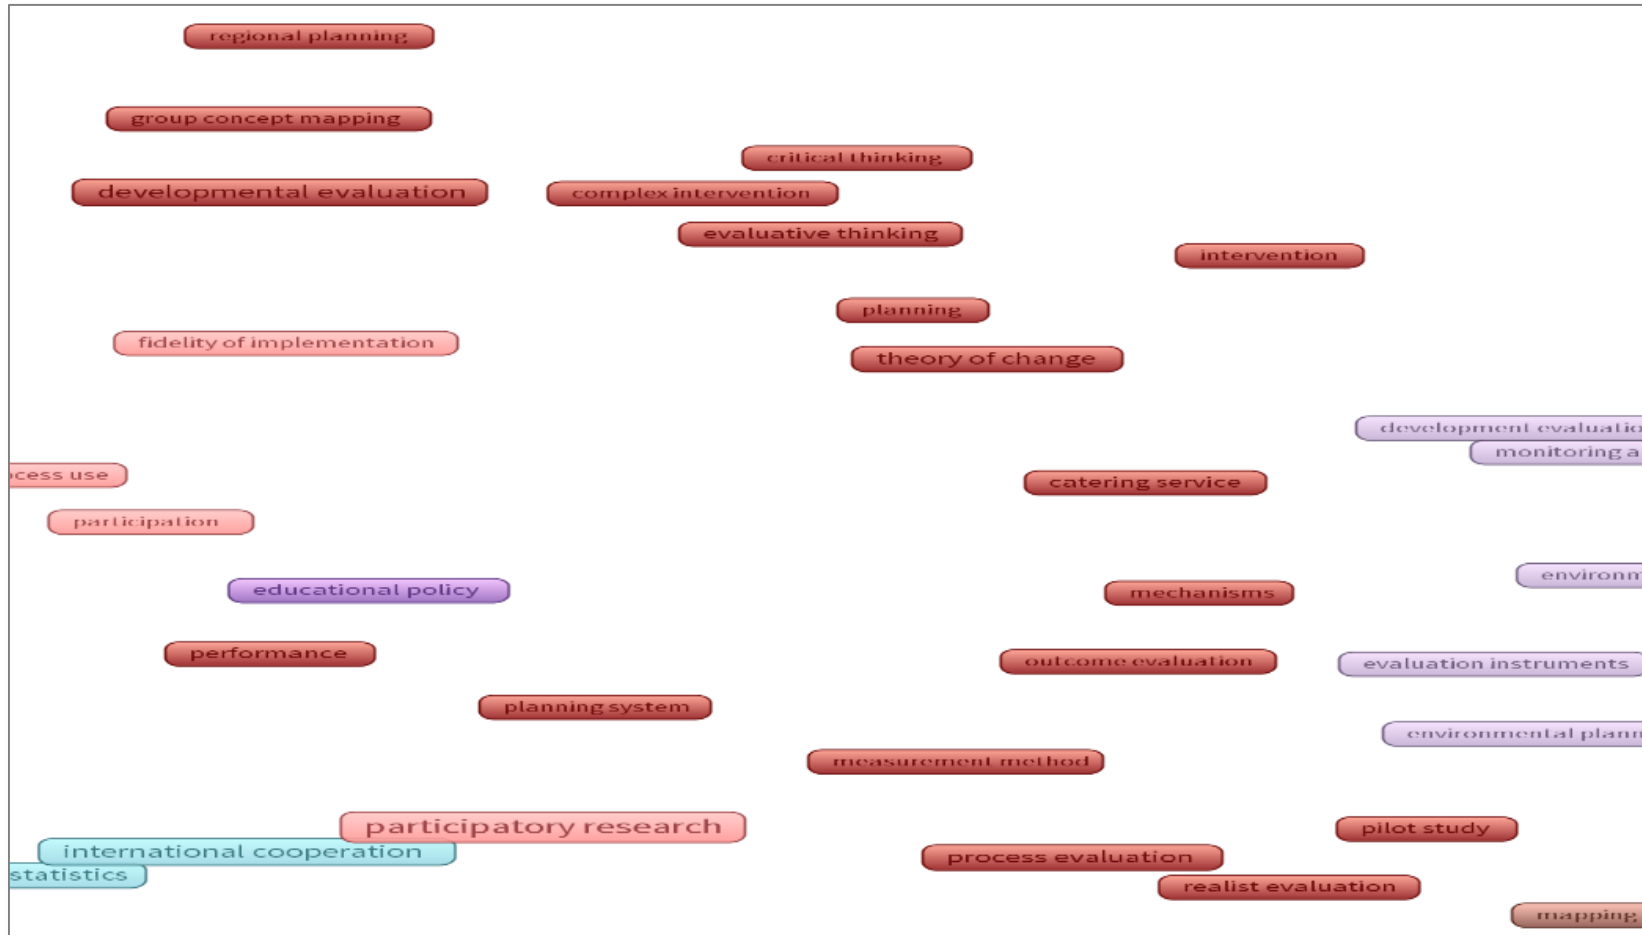 regional planning
group concept mapping
critical thinking
developmental evaluation
complex intervention
evaluative thinking
intervention
planning
fidelity of implementation
theory of change
development evaluatio
monitoring a
ocess use
catering service
participation
environm
educational policy
mechanisms
performance
outcome evaluation
evaluation instruments
planning system
environmental plann
measurement method
participatory research
pilot study
international cooperation
process evaluation
statistics
realist evaluation
mapping